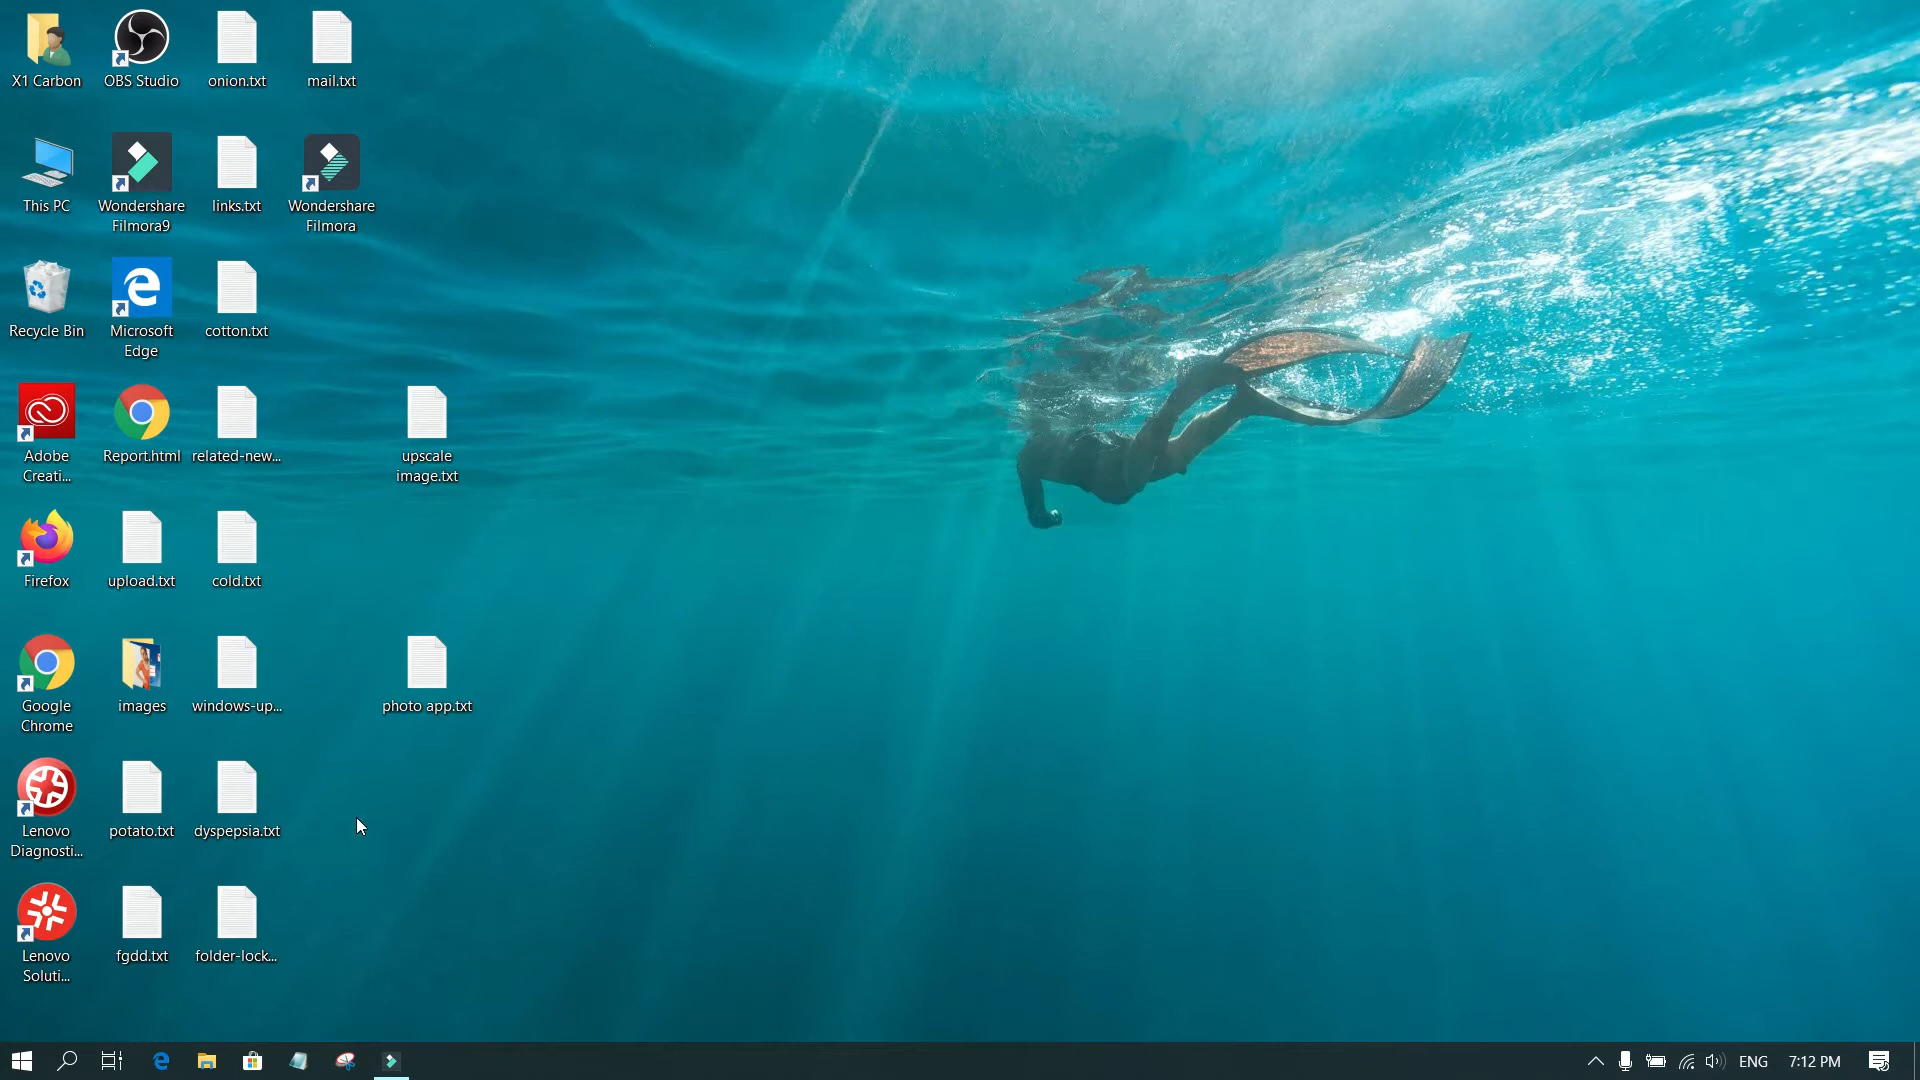 X1 Carbon
OBS Studio
onion.txt
mail.txt
This PC
Wondershare
Filmora9
links.txt
Wondershare
Filmora
Recycle Bin
Microsoft
Edge
cotton.txt
Adobe
Creati...
Report.html
related-new...
upscale
image.txt
Firefox
upload.txt
cold.txt
Google
Chrome
images
windows-up...
photo app.txt
Lenovo
Diagnosti...
potato.txt
dyspepsia.txt
Lenovo
Soluti...
fgdd.txt
folder-lock...
ENG
7:12 PM